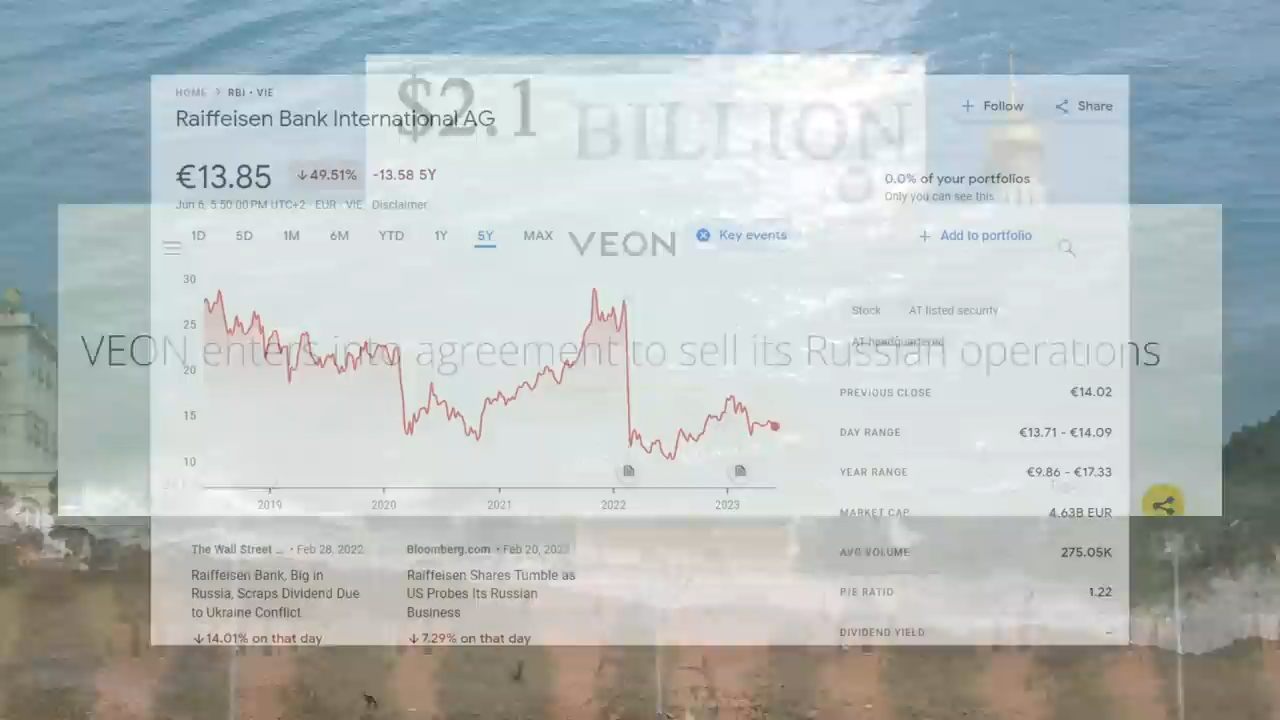 $2.1 BILLION
HOME > RBI • VIE
Raiffeisen Bank International AG
+ Follow
Share
€13.85
↓49.51%
-13.58 5Y
Jun 6, 5:50:00 PM UTC+2 · EUR · VIE · Disclaimer
0.0% of your portfolios
Only you can see this
1D 5D 1M 6M YTD 1Y 5Y MAX
Key events
+ Add to portfolio
VEON
VEON enters into agreement to sell its Russian operations
30
25
20
15
10
2019 2020 2021 2022 2023
Stock
AT listed security
AT headquartered
PREVIOUS CLOSE €14.02
DAY RANGE €13.71 - €14.09
YEAR RANGE €9.86 - €17.33
MARKET CAP 4.63B EUR
AVG VOLUME 275.05K
P/E RATIO 1.22
DIVIDEND YIELD -
The Wall Street ... • Feb 28, 2022
Raiffeisen Bank, Big in
Russia, Scraps Dividend Due
to Ukraine Conflict
↓14.01% on that day
Bloomberg.com • Feb 20, 2023
Raiffeisen Shares Tumble as
US Probes Its Russian
Business
↓7.29% on that day